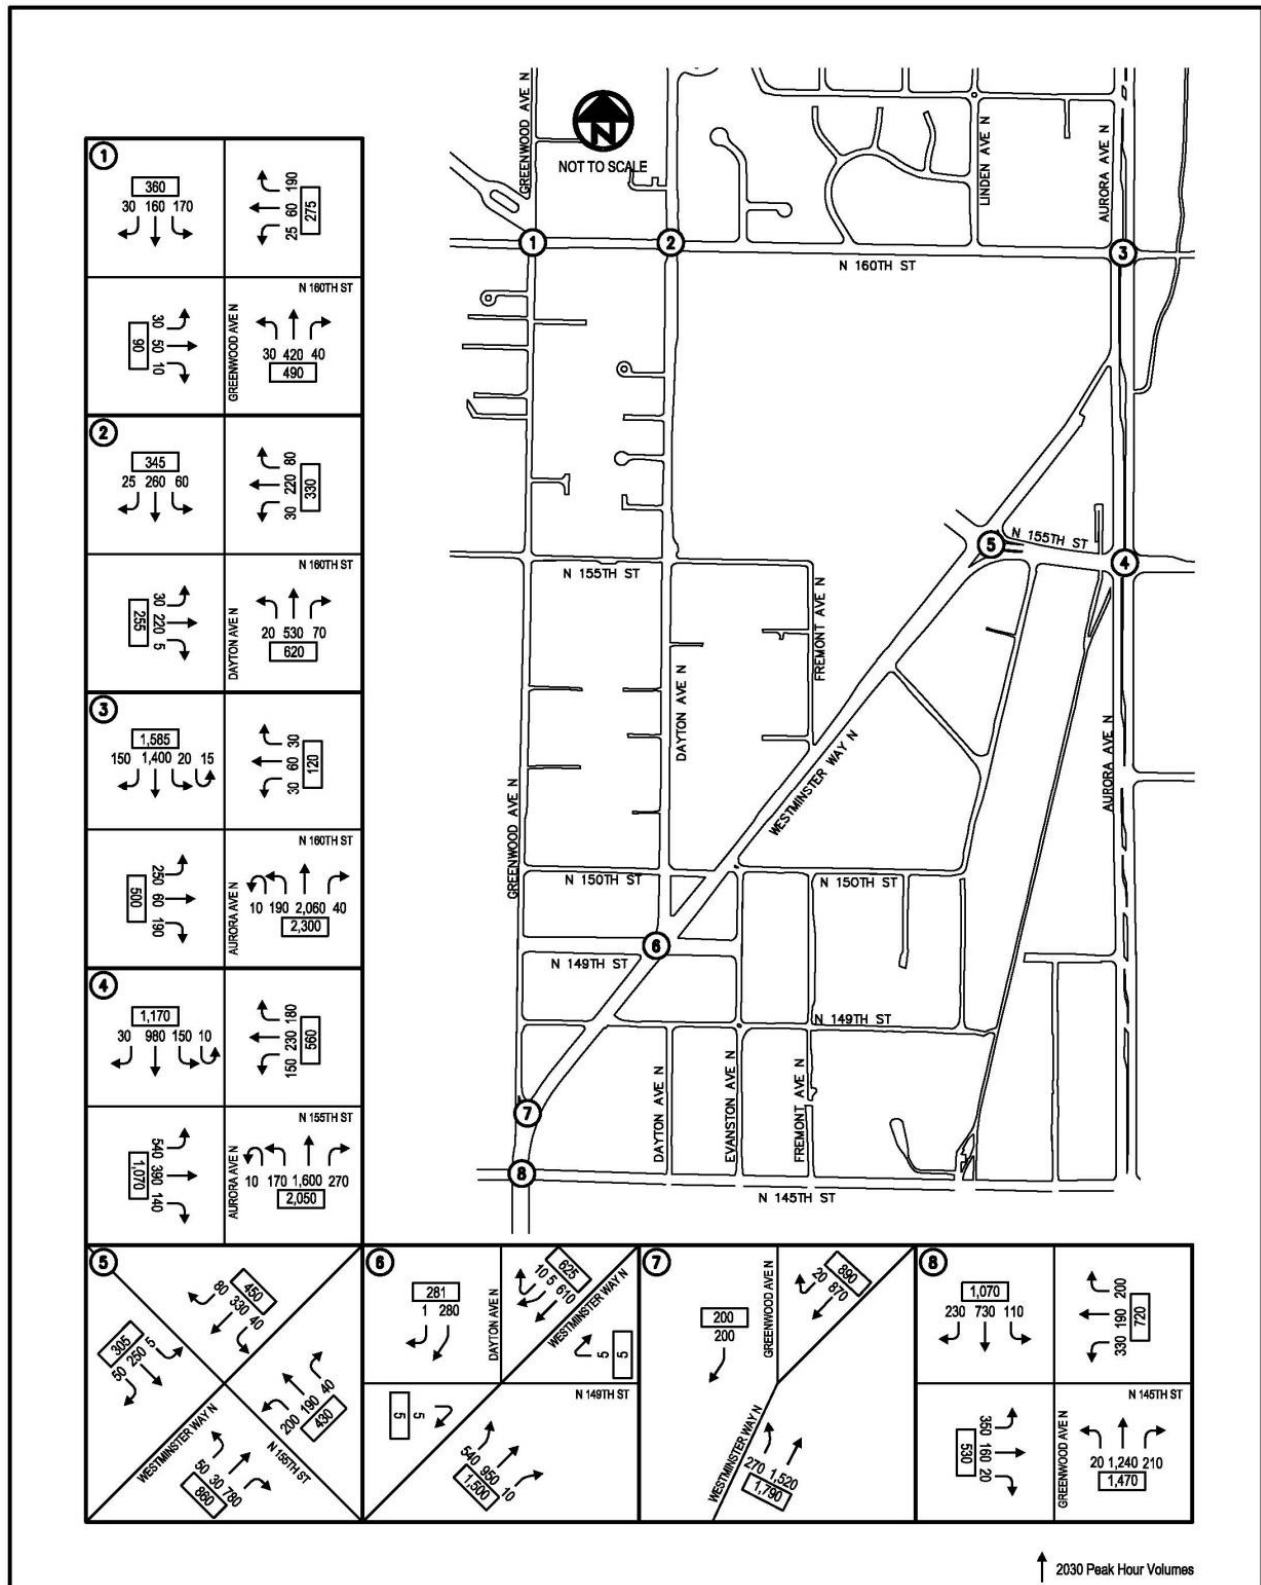 1
360
30 160 170
190
60
25
275
N 160TH ST
30
50
10
90
GREENWOOD AVE N
30 420 40
490
2
345
25 260 60
80
220
30
330
N 160TH ST
30
220
5
255
DAYTON AVE N
20 530 70
620
3
1,585
150 1,400 20 15
30
60
30
120
N 160TH ST
250
60
190
500
AURORA AVE N
10 190 2,060 40
2,300
4
1,170
30 980 150 10
180
230
150
560
N 155TH ST
540
390
140
1,070
AURORA AVE N
10 170 1,600 270
2,050
5
450
80 330 40
305
50 250 5
200 190 40
430
WESTMINSTER WAY N
N 155TH ST
50 30 780
860
6
281
1 280
DAYTON AVE N
625
10 5 610
WESTMINSTER WAY N
5
5
N 149TH ST
5
5
540 950 10
1,500
7
200
200
GREENWOOD AVE N
890
20 870
WESTMINSTER WAY N
270 1,520
1,790
8
1,070
230 730 110
200
190
330
720
N 145TH ST
350
160
20
530
GREENWOOD AVE N
20 1,240 210
1,470
GREENWOOD AVE N
N
NOT TO SCALE
LINDEN AVE N
AURORA AVE N
1
2
3
N 160TH ST
5
N 155TH ST
4
N 155TH ST
FREMONT AVE N
DAYTON AVE N
WESTMINSTER WAY N
AURORA AVE N
GREENWOOD AVE N
N 150TH ST
N 150TH ST
6
N 149TH ST
N 149TH ST
7
DAYTON AVE N
EVANSTON AVE N
FREMONT AVE N
8
N 145TH ST
2030 Peak Hour Volumes